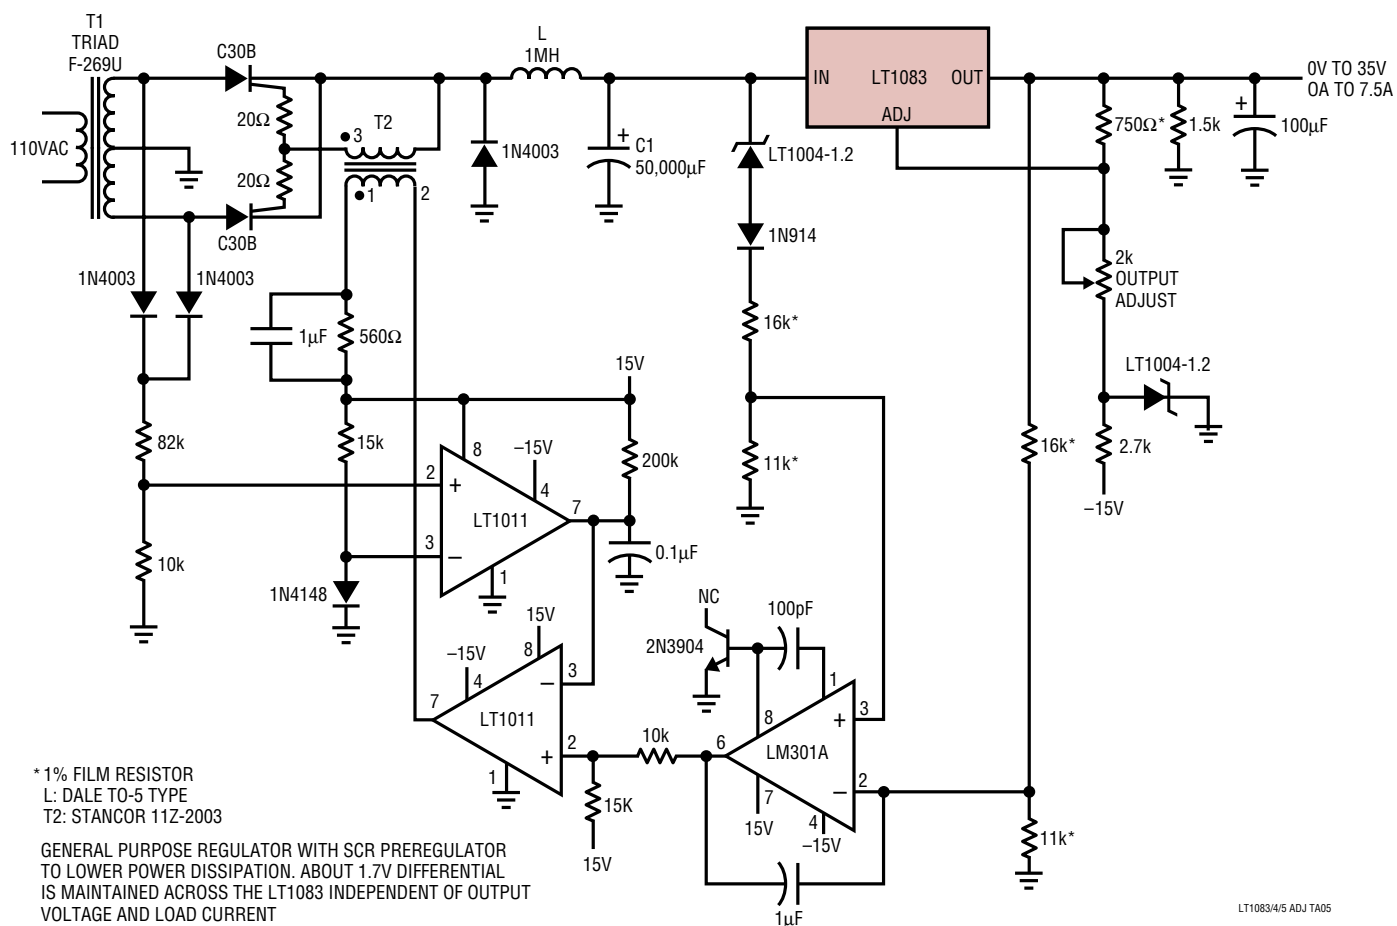 T1
TRIAD
F-269U
110VAC
C30B
20Ω
20Ω
C30B
T2
3
1
2
L
1MH
1N4003
+
C1
50,000µF
LT1004-1.2
1N914
16k*
11k*
IN
LT1083
OUT
ADJ
0V TO 35V
OA TO 7.5A
750Ω*
1.5k
+
100µF
2k
OUTPUT
ADJUST
LT1004-1.2
2.7k
–15V
16k*
11k*
1N4003
1N4003
82k
10k
1µF
560Ω
15k
1N4148
15V
200k
0.1µF
8
–15V
4
2
+
LT1011
7
3
–
1
15V
8
–15V
4
3
–
7
LT1011
2
+
1
10k
15K
15V
NC
2N3904
100pF
1
8
3
+
6
LM301A
2
–
7
15V
4
–15V
1µF
* 1% FILM RESISTOR
L: DALE TO-5 TYPE
T2: STANCOR 11Z-2003
GENERAL PURPOSE REGULATOR WITH SCR PREREGULATOR
TO LOWER POWER DISSIPATION. ABOUT 1.7V DIFFERENTIAL
IS MAINTAINED ACROSS THE LT1083 INDEPENDENT OF OUTPUT
VOLTAGE AND LOAD CURRENT
LT1083/4/5 ADJ TA05